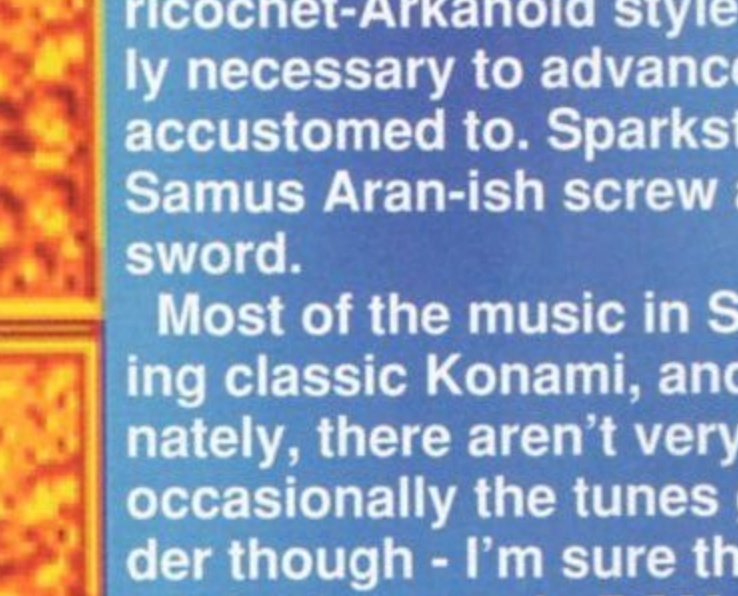 ricochet-Arkanoid style
ly necessary to advance
accustomed to. Sparkst
Samus Aran-ish screw
sword.
Most of the music in S
ing classic Konami, and
nately, there aren't very
occasionally the tunes
der though - I'm sure th